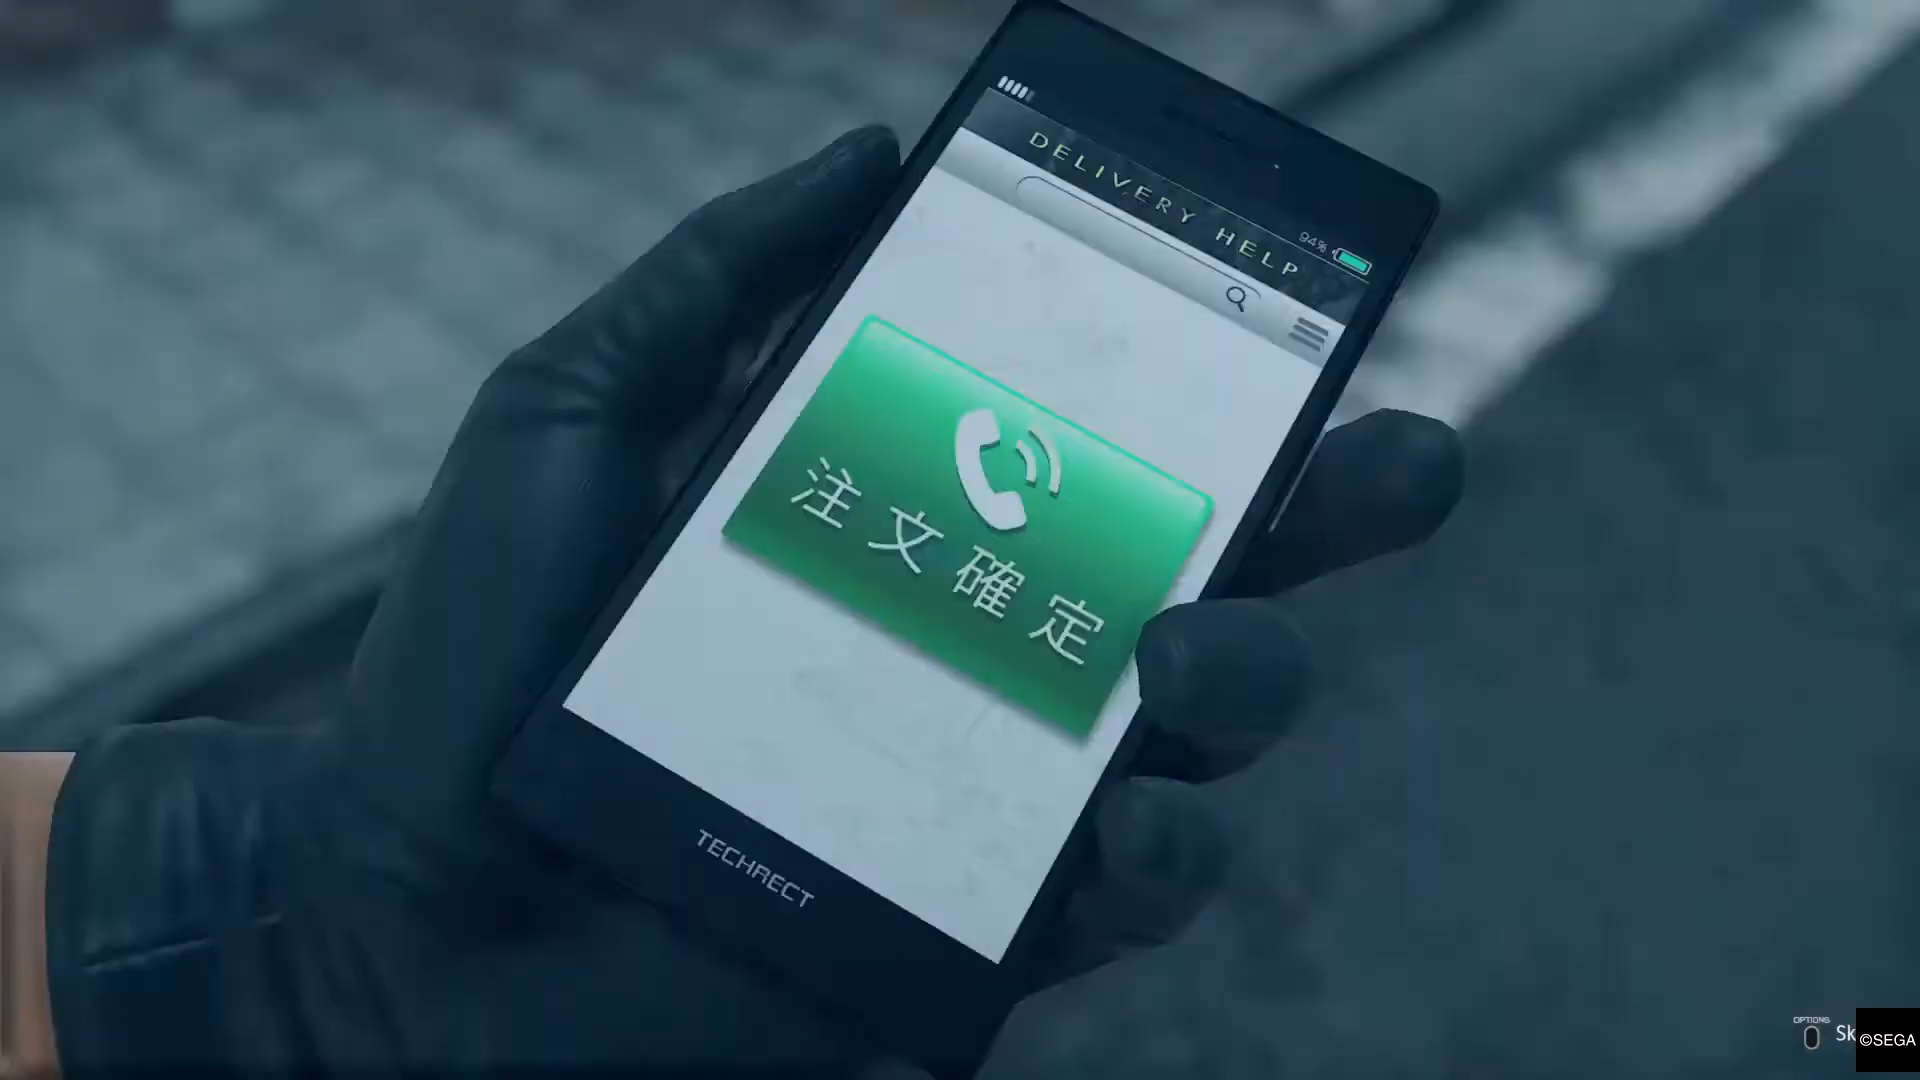 DELIVERY HELP
94%
注文確定
TECHRECT
OPTIONS
Sk
©SEGA